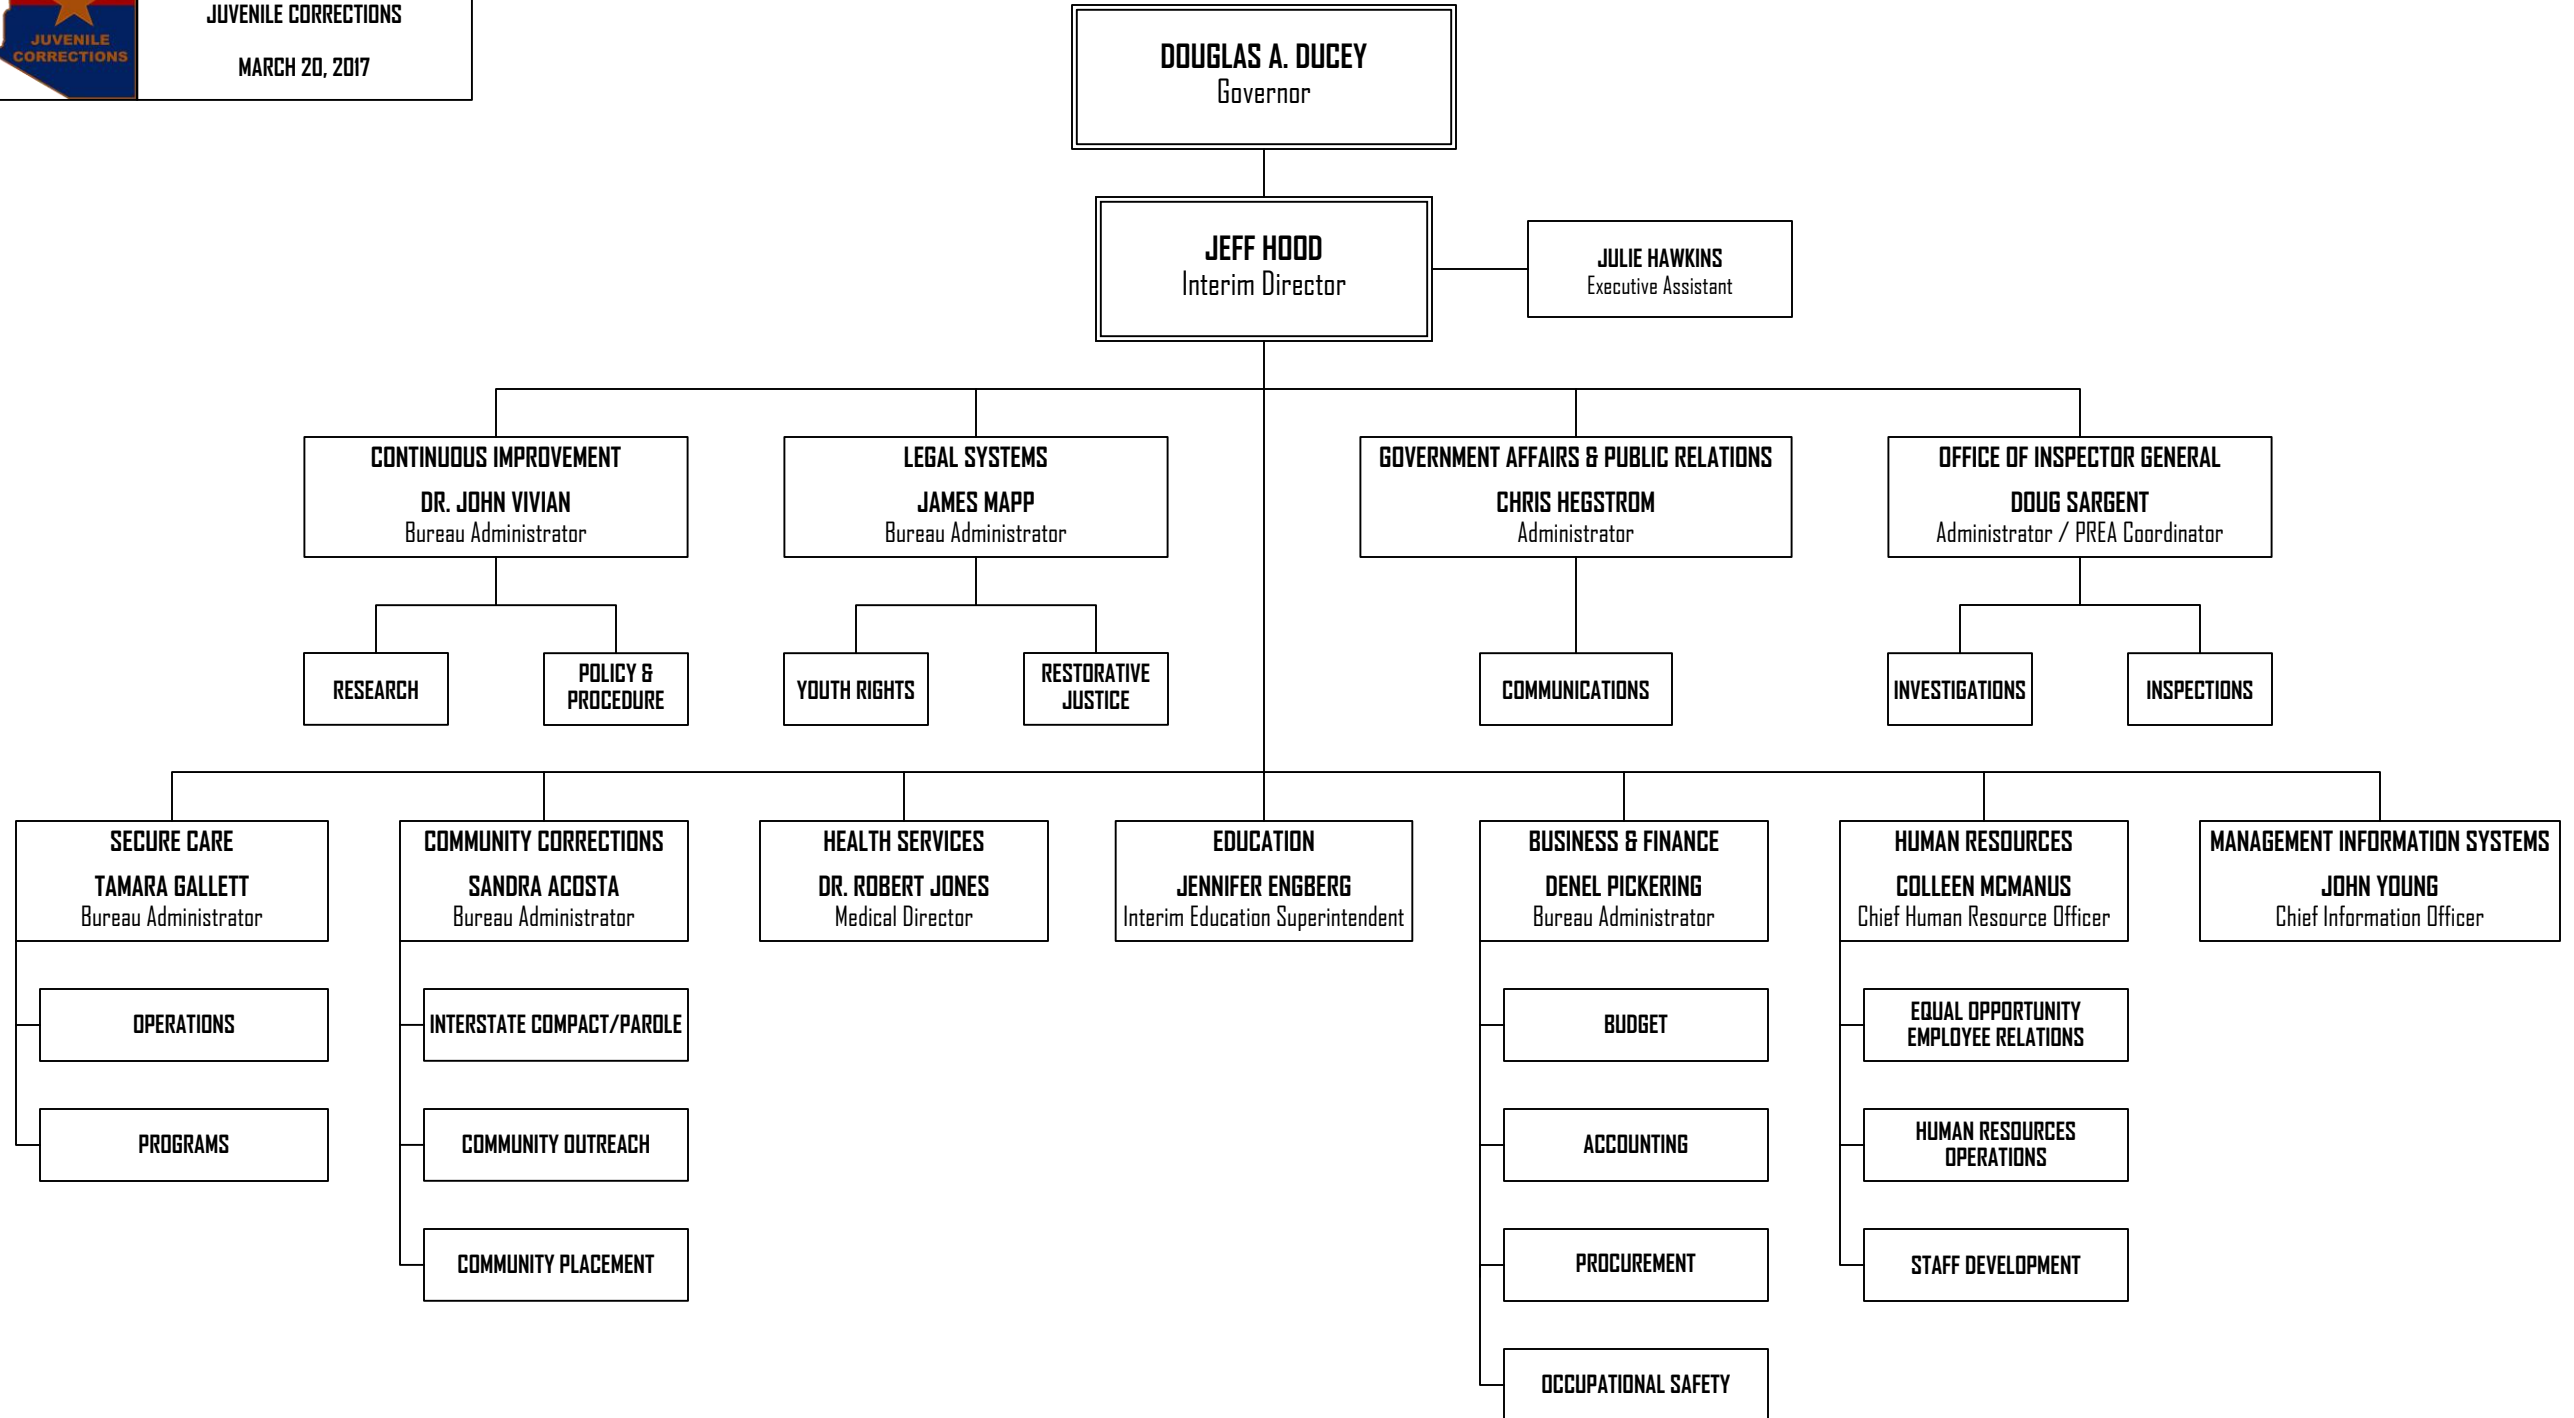 JUVENILE
CORRECTIONS
JUVENILE CORRECTIONS
MARCH 20, 2017
DOUGLAS A. DUCEY
Governor
JEFF HOOD
Interim Director
JULIE HAWKINS
Executive Assistant
CONTINUOUS IMPROVEMENT
DR. JOHN VIVIAN
Bureau Administrator
LEGAL SYSTEMS
JAMES MAPP
Bureau Administrator
GOVERNMENT AFFAIRS & PUBLIC RELATIONS
CHRIS HEGSTROM
Administrator
OFFICE OF INSPECTOR GENERAL
DOUG SARGENT
Administrator / PREA Coordinator
RESEARCH
POLICY &
PROCEDURE
YOUTH RIGHTS
RESTORATIVE
JUSTICE
COMMUNICATIONS
INVESTIGATIONS
INSPECTIONS
SECURE CARE
TAMARA GALLETT
Bureau Administrator
COMMUNITY CORRECTIONS
SANDRA ACOSTA
Bureau Administrator
HEALTH SERVICES
DR. ROBERT JONES
Medical Director
EDUCATION
JENNIFER ENGBERG
Interim Education Superintendent
BUSINESS & FINANCE
DENEL PICKERING
Bureau Administrator
HUMAN RESOURCES
COLLEEN MCMANUS
Chief Human Resource Officer
MANAGEMENT INFORMATION SYSTEMS
JOHN YOUNG
Chief Information Officer
OPERATIONS
PROGRAMS
INTERSTATE COMPACT/PAROLE
COMMUNITY OUTREACH
COMMUNITY PLACEMENT
BUDGET
ACCOUNTING
PROCUREMENT
OCCUPATIONAL SAFETY
EQUAL OPPORTUNITY
EMPLOYEE RELATIONS
HUMAN RESOURCES
OPERATIONS
STAFF DEVELOPMENT